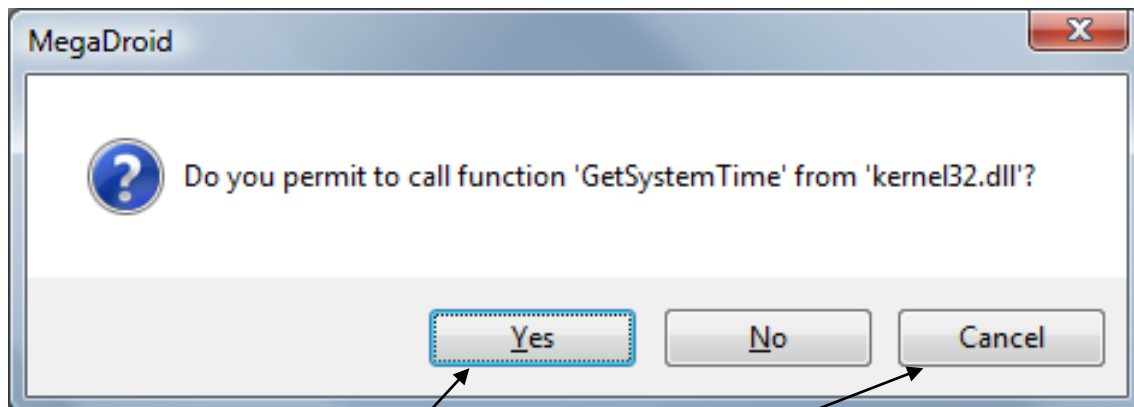 MegaDroid
Do you permit to call function 'GetSystemTime' from 'kernel32.dll'?
Yes No Cancel